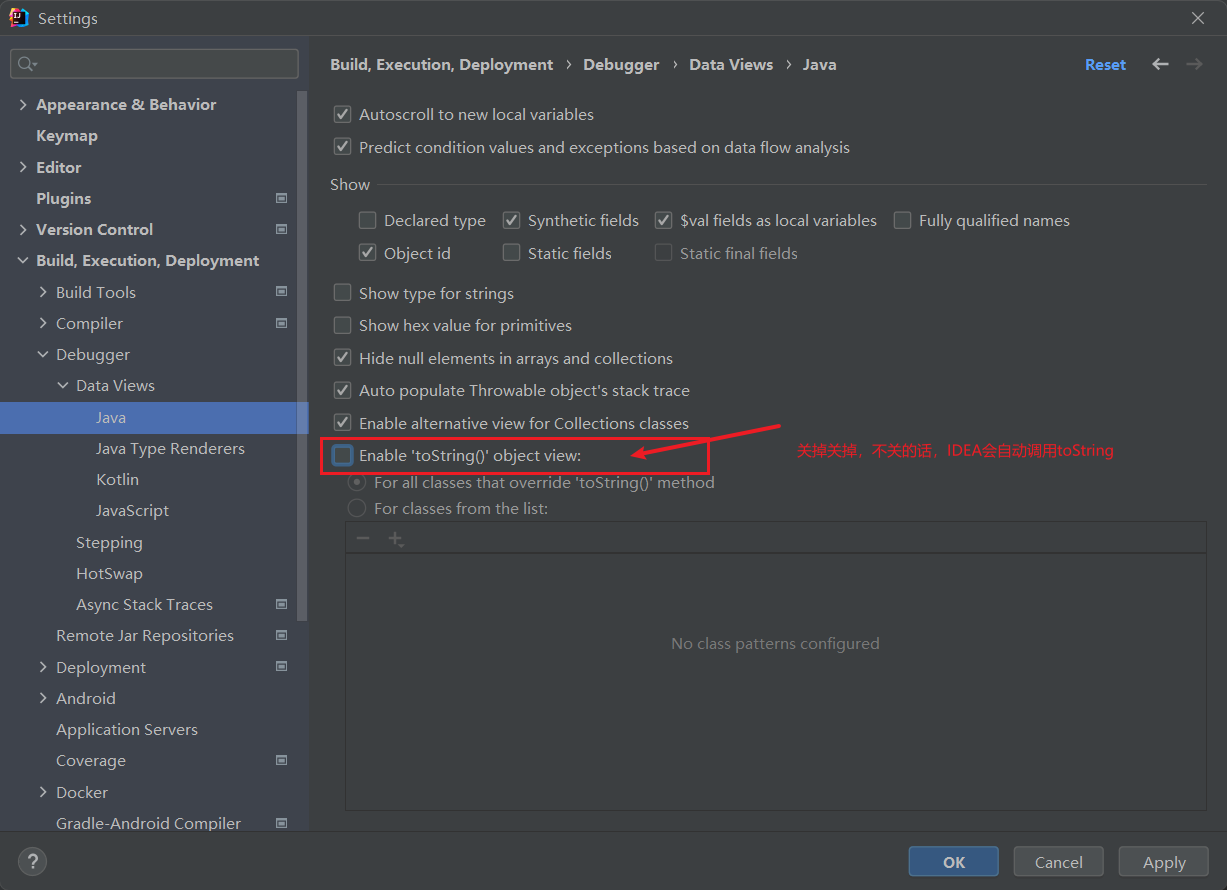 Settings
Build, Execution, Deployment › Debugger › Data Views › Java
Reset
Appearance & Behavior
Keymap
Editor
Plugins
Version Control
Build, Execution, Deployment
Build Tools
Compiler
Debugger
Data Views
Java
Java Type Renderers
Kotlin
JavaScript
Stepping
HotSwap
Async Stack Traces
Remote Jar Repositories
Deployment
Android
Application Servers
Coverage
Docker
Gradle-Android Compiler
Autoscroll to new local variables
Predict condition values and exceptions based on data flow analysis
Show
Declared type Synthetic fields $val fields as local variables Fully qualified names
Object id Static fields Static final fields
Show type for strings
Show hex value for primitives
Hide null elements in arrays and collections
Auto populate Throwable object's stack trace
Enable alternative view for Collections classes
Enable 'toString()' object view:
关掉关掉，不关的话，IDEA会自动调用toString
For all classes that override 'toString()' method
For classes from the list:
No class patterns configured
?
OK Cancel Apply